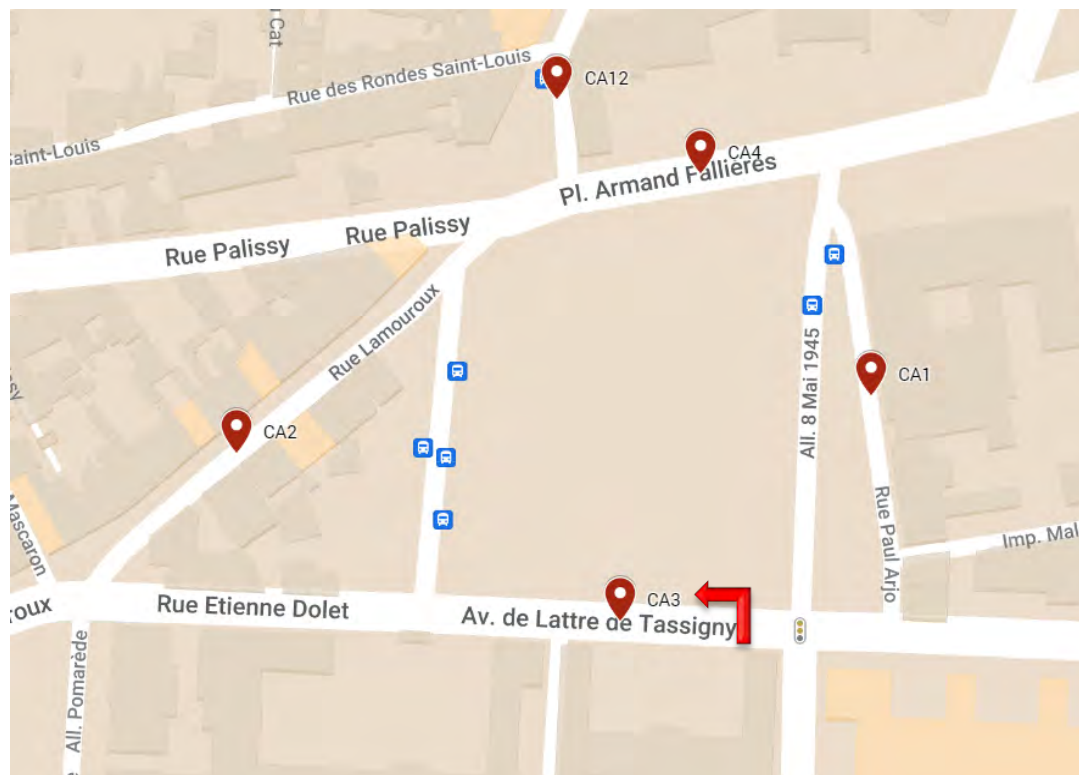 Cat
Rue des Rondes Saint-Louis
CA12
aint-Louis
CA4
Pl. Armand Fallières
Rue Palissy
Rue Palissy
Rue Lamouroux
All. 8 Mai 1945
CA1
CA2
Rue Paul Arjo
Imp. Mal
Mascaron
roux
Rue Etienne Dolet
CA3
Av. de Lattre de Tassigny
All. Pomarède